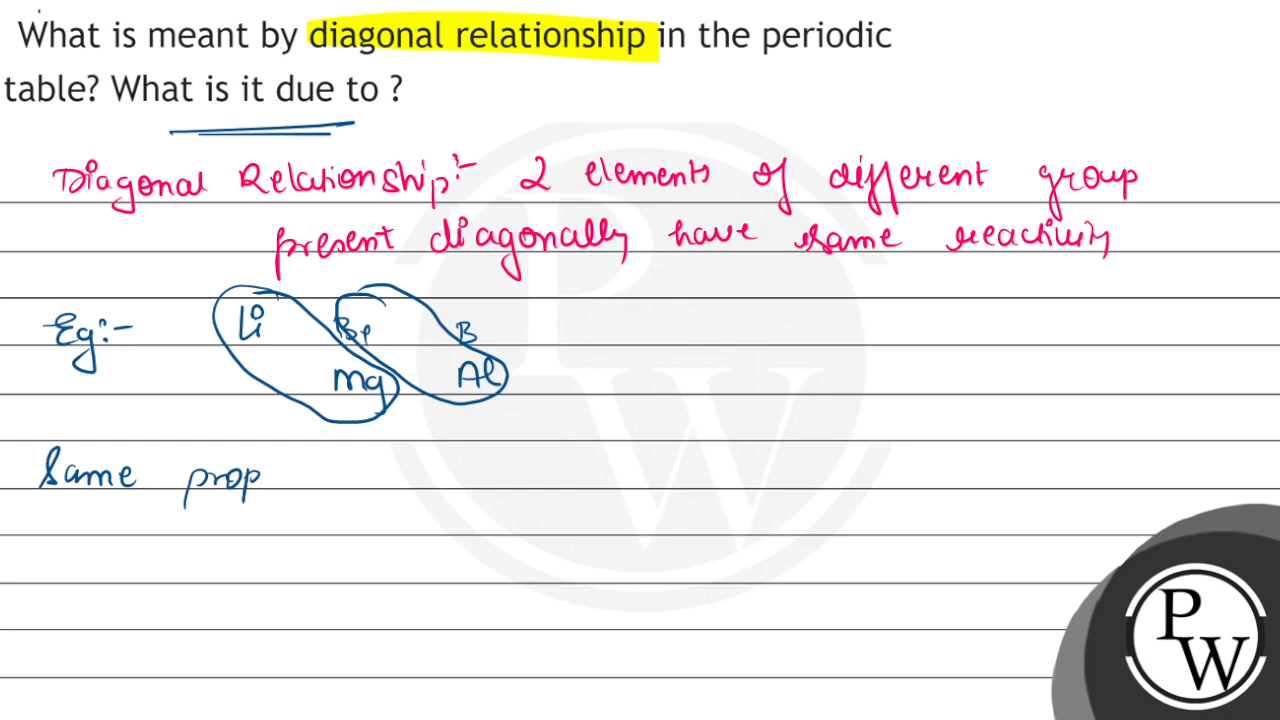 What is meant by diagonal relationship in the periodic
table? What is it due to ?
Diagonal Relationship:- 2 elements of different group
present diagonally have same reactivity
Eg:- Li Be B
Mg Al
Same prop
P
W